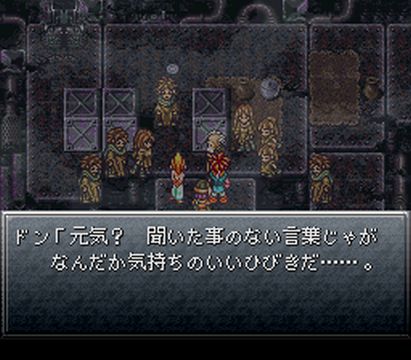 ドン「元気？　聞いた事のない言葉じゃが
なんだか気持ちのいいひびきだ……。